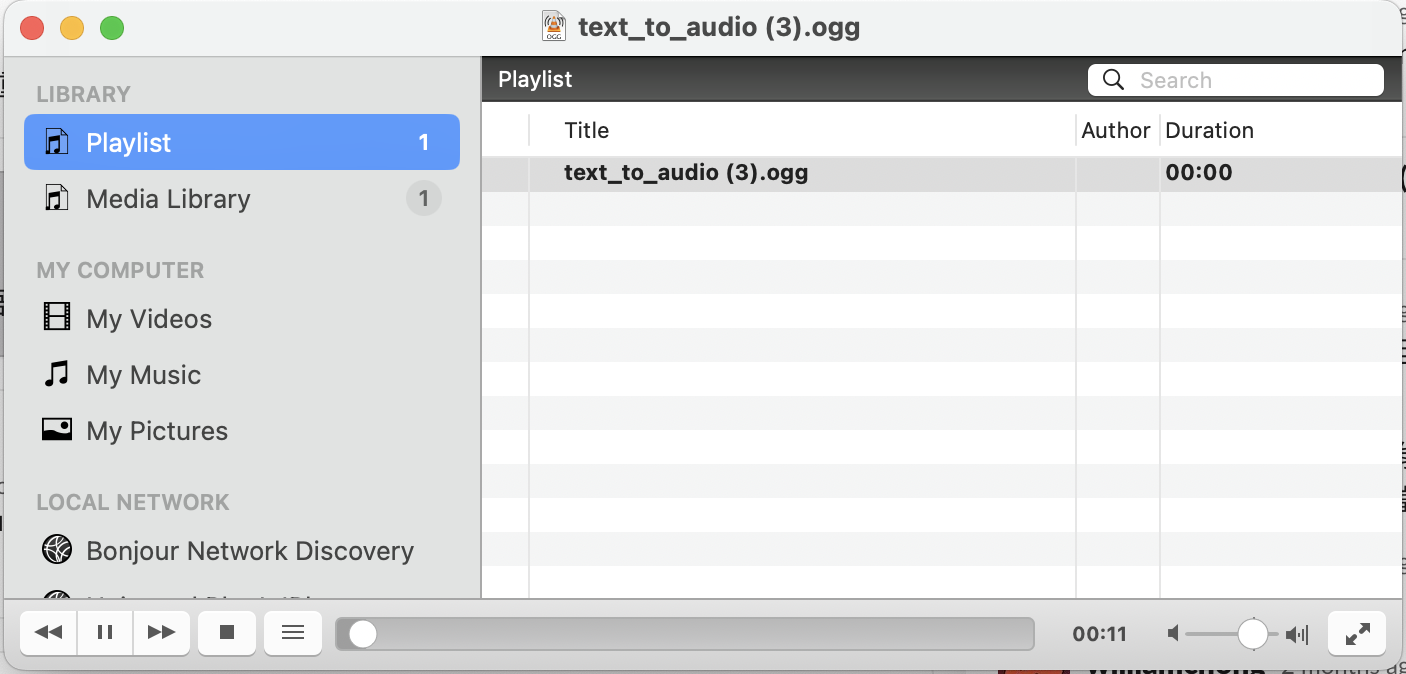 text_to_audio (3).ogg
LIBRARY
Playlist 1
Media Library 1
MY COMPUTER
My Videos
My Music
My Pictures
LOCAL NETWORK
Bonjour Network Discovery
Playlist
Search
Title Author Duration
text_to_audio (3).ogg 00:00
00:11